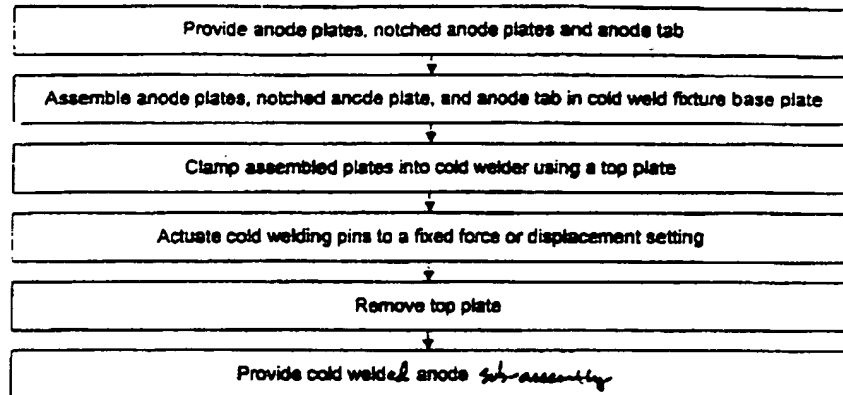 Provide anode plates, notched anode plates and anode tab
Assemble anode plates, notched anode plate, and anode tab in cold weld fixture base plate
Clamp assembled plates into cold welder using a top plate
Actuate cold welding pins to a fixed force or displacement setting
Remove top plate
Provide cold welded anode sub-assembly